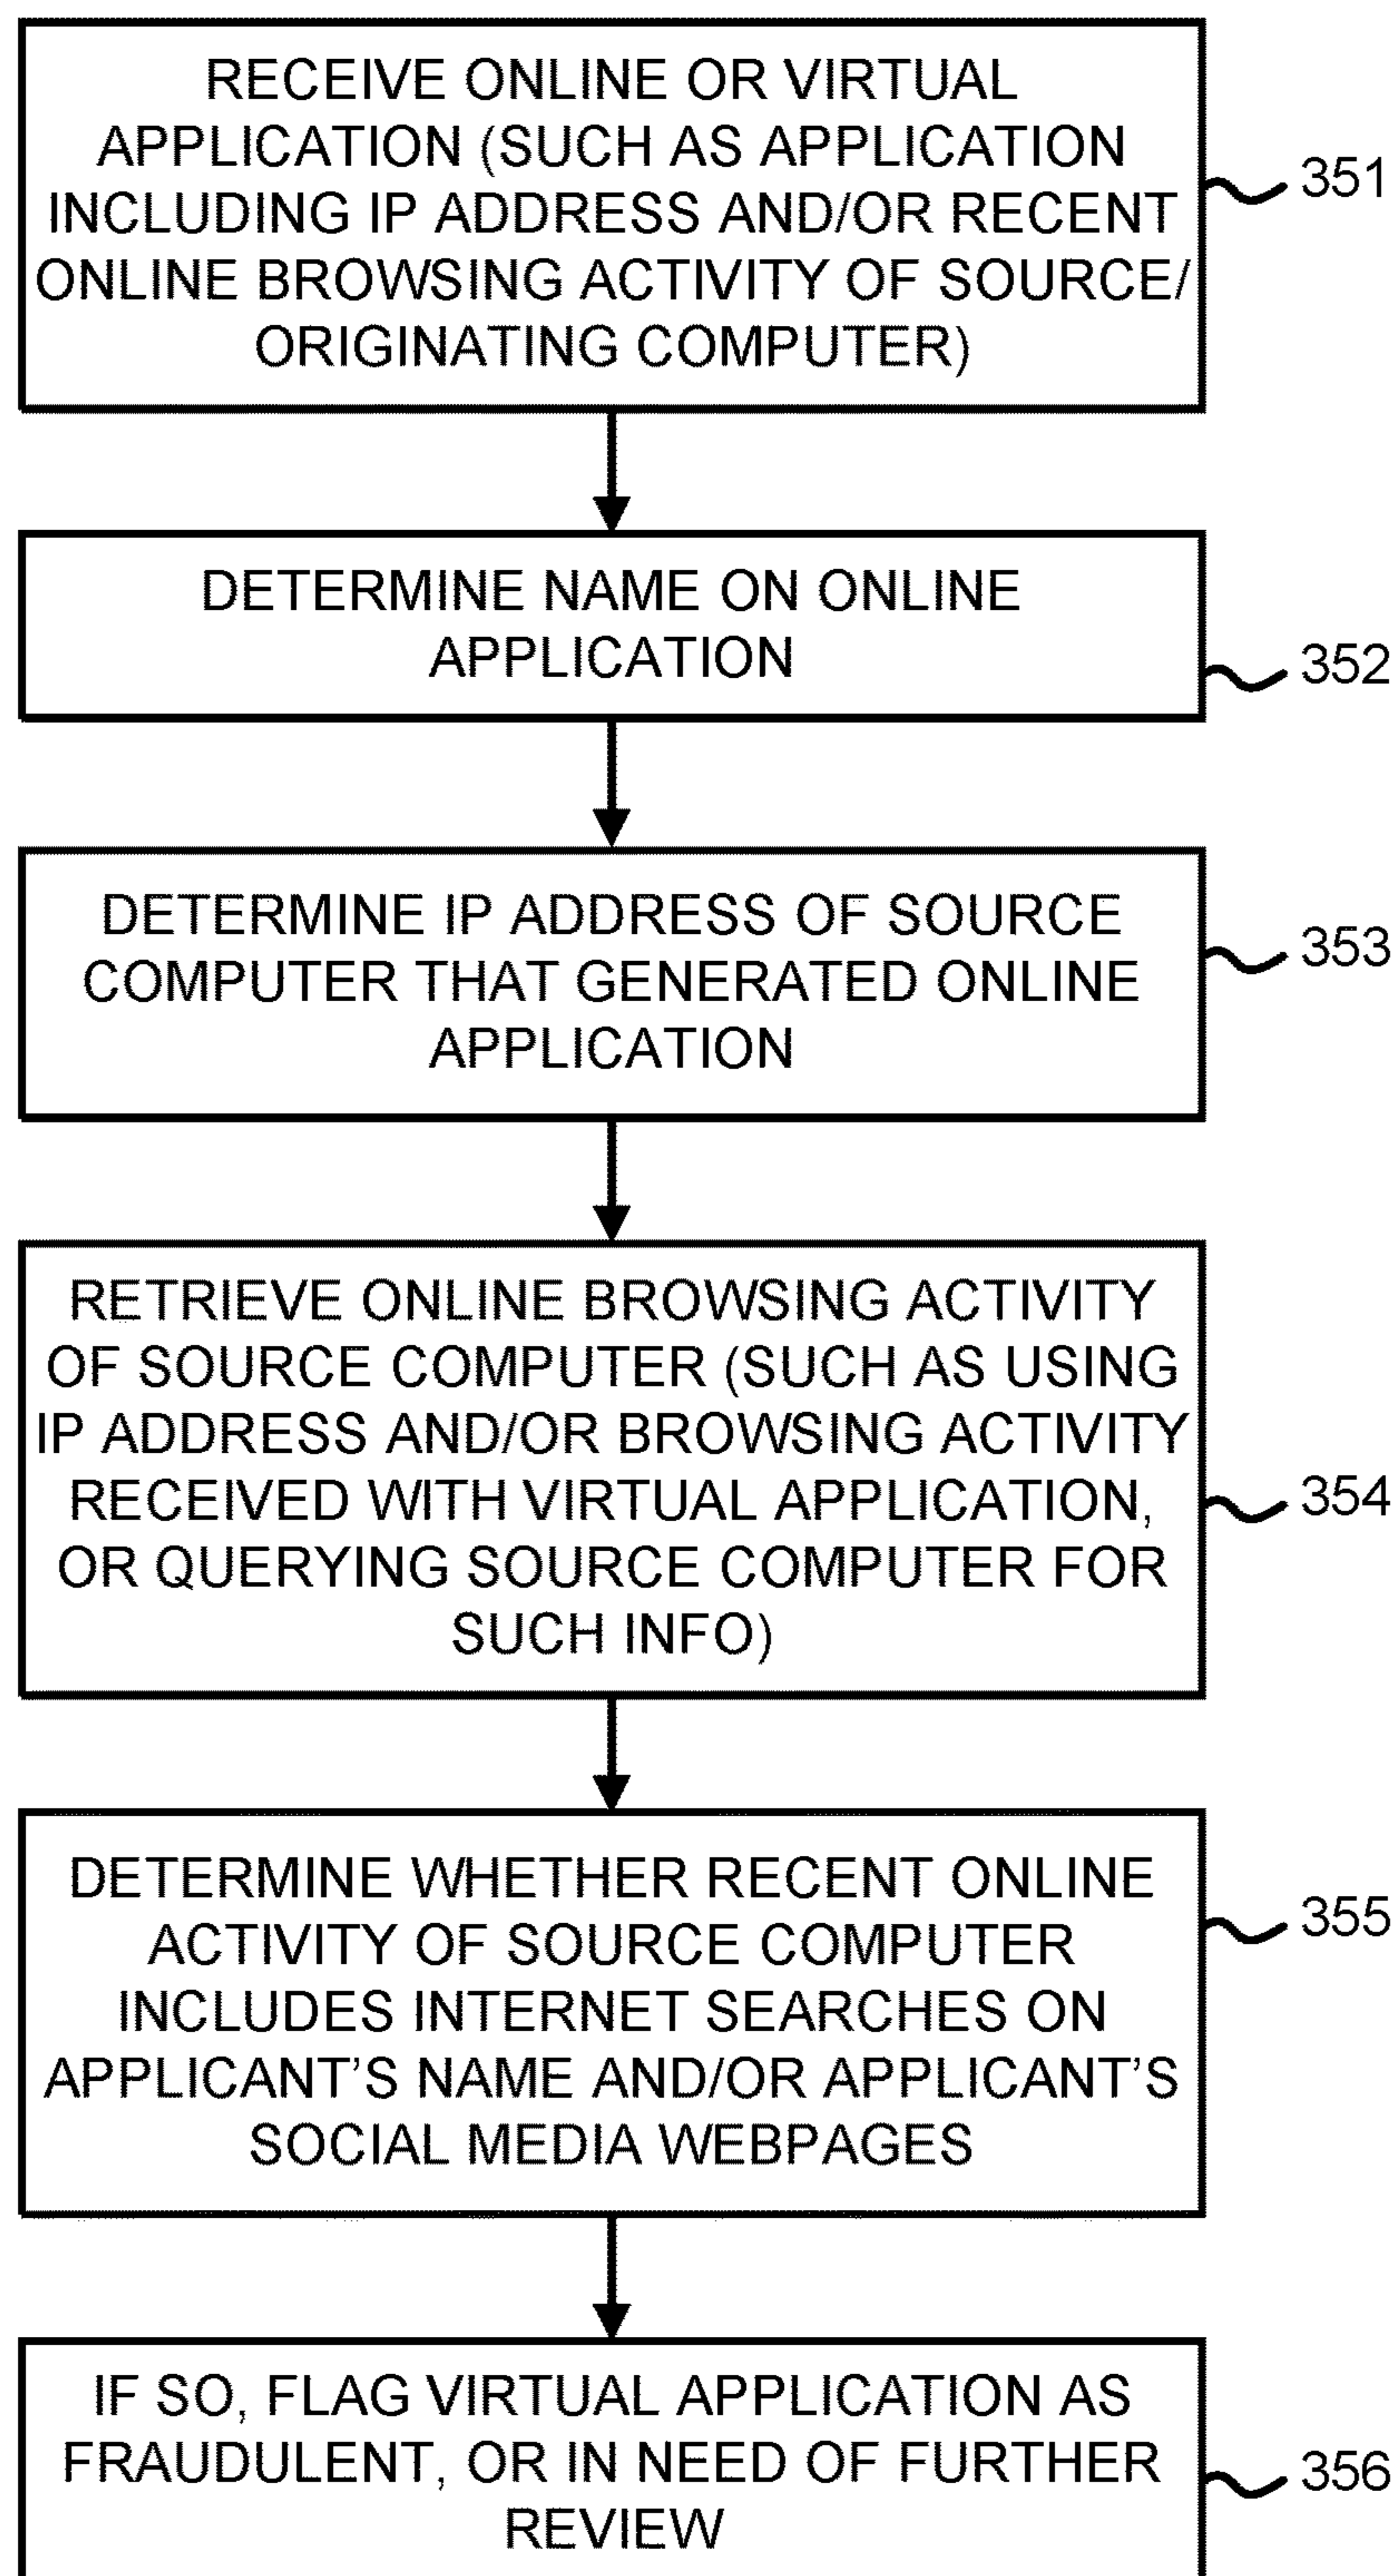 RECEIVE ONLINE OR VIRTUAL
APPLICATION (SUCH AS APPLICATION
INCLUDING IP ADDRESS AND/OR RECENT
ONLINE BROWSING ACTIVITY OF SOURCE/
ORIGINATING COMPUTER)
351
DETERMINE NAME ON ONLINE
APPLICATION
352
DETERMINE IP ADDRESS OF SOURCE
COMPUTER THAT GENERATED ONLINE
APPLICATION
353
RETRIEVE ONLINE BROWSING ACTIVITY
OF SOURCE COMPUTER (SUCH AS USING
IP ADDRESS AND/OR BROWSING ACTIVITY
RECEIVED WITH VIRTUAL APPLICATION,
OR QUERYING SOURCE COMPUTER FOR
SUCH INFO)
354
DETERMINE WHETHER RECENT ONLINE
ACTIVITY OF SOURCE COMPUTER
INCLUDES INTERNET SEARCHES ON
APPLICANT'S NAME AND/OR APPLICANT'S
SOCIAL MEDIA WEBPAGES
355
IF SO, FLAG VIRTUAL APPLICATION AS
FRAUDULENT, OR IN NEED OF FURTHER
REVIEW
356